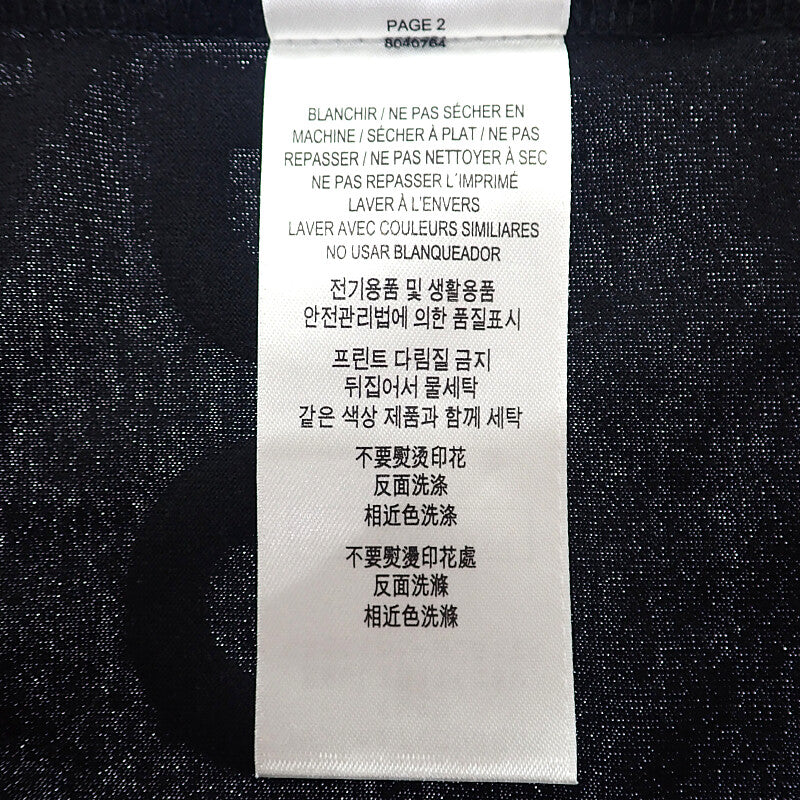 PAGE 2
8046764
BLANCHIR / NE PAS SÉCHER EN
MACHINE / SÉCHER À PLAT / NE PAS
REPASSER / NE PAS NETTOYER À SEC
NE PAS REPASSER L´IMPRIMÉ
LAVER À L'ENVERS
LAVER AVEC COULEURS SIMILIARES
NO USAR BLANQUEADOR
전기용품 및 생활용품
안전관리법에 의한 품질표시
프린트 다림질 금지
뒤집어서 물세탁
같은 색상 제품과 함께 세탁
不要熨烫印花
反面洗涤
相近色洗涤
不要熨燙印花處
反面洗滌
相近色洗滌